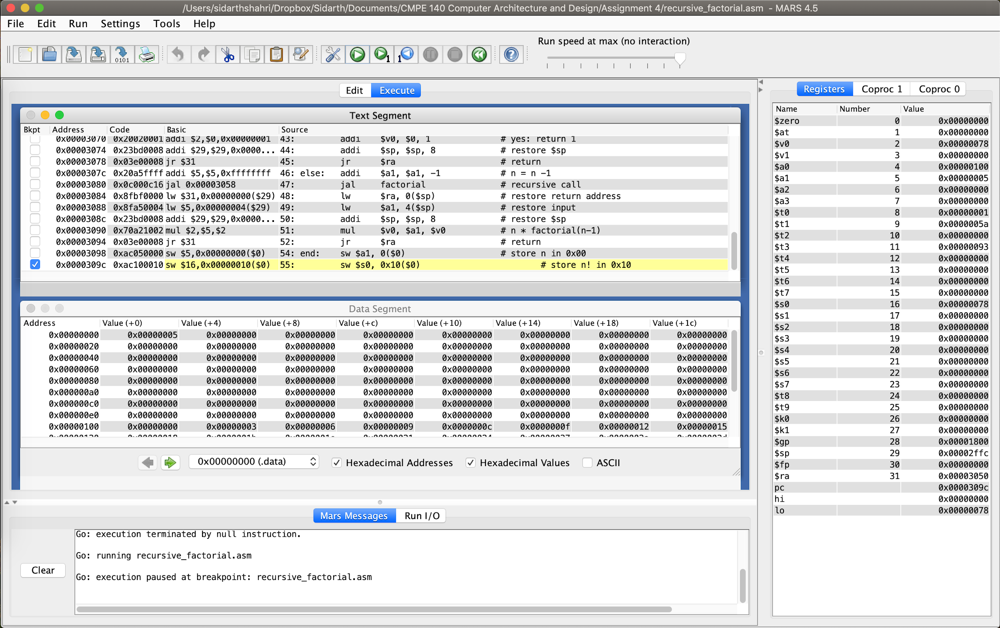 /Users/sidarthshahri/Dropbox/Sidarth/Documents/CMPE 140 Computer Architecture and Design/Assignment 4/recursive_factorial.asm - MARS 4.5
File Edit Run Settings Tools Help
Run speed at max (no interaction)
0101
1
1
Edit Execute
Registers Coproc 1 Coproc 0
Text Segment
Bkpt Address Code Basic Source
0x00003070 0x20020001 addi $2,$0,0x00000001 43: addi $v0, $0, 1 # yes: return 1
0x00003074 0x23bd0008 addi $29,$29,0x0000... 44: addi $sp, $sp, 8 # restore $sp
0x00003078 0x03e00008 jr $31 45: jr $ra # return
0x0000307c 0x20a5ffff addi $5,$5,0xffffffff 46: else: addi $a1, $a1, -1 # n = n -1
0x00003080 0x0c000c16 jal 0x00003058 47: jal factorial # recursive call
0x00003084 0x8fbf0000 lw $31,0x00000000($29) 48: lw $ra, 0($sp) # restore return address
0x00003088 0x8fa50004 lw $5,0x00000004($29) 49: lw $a1, 4($sp) # restore input
0x0000308c 0x23bd0008 addi $29,$29,0x0000... 50: addi $sp, $sp, 8 # restore $sp
0x00003090 0x70a21002 mul $2,$5,$2 51: mul $v0, $a1, $v0 # n * factorial(n-1)
0x00003094 0x03e00008 jr $31 52: jr $ra # return
0x00003098 0xac050000 sw $5,0x00000000($0) 54: end: sw $a1, 0($0) # store n in 0x00
0x0000309c 0xac100010 sw $16,0x00000010($0) 55: sw $s0, 0x10($0) # store n! in 0x10
Data Segment
Address Value (+0) Value (+4) Value (+8) Value (+c) Value (+10) Value (+14) Value (+18) Value (+1c)
0x00000000 0x00000005 0x00000000 0x00000000 0x00000000 0x00000000 0x00000000 0x00000000 0x00000000
0x00000020 0x00000000 0x00000000 0x00000000 0x00000000 0x00000000 0x00000000 0x00000000 0x00000000
0x00000040 0x00000000 0x00000000 0x00000000 0x00000000 0x00000000 0x00000000 0x00000000 0x00000000
0x00000060 0x00000000 0x00000000 0x00000000 0x00000000 0x00000000 0x00000000 0x00000000 0x00000000
0x00000080 0x00000000 0x00000000 0x00000000 0x00000000 0x00000000 0x00000000 0x00000000 0x00000000
0x000000a0 0x00000000 0x00000000 0x00000000 0x00000000 0x00000000 0x00000000 0x00000000 0x00000000
0x000000c0 0x00000000 0x00000000 0x00000000 0x00000000 0x00000000 0x00000000 0x00000000 0x00000000
0x000000e0 0x00000000 0x00000000 0x00000000 0x00000000 0x00000000 0x00000000 0x00000000 0x00000000
0x00000100 0x00000000 0x00000003 0x00000006 0x00000009 0x0000000c 0x0000000f 0x00000012 0x00000015
0x00000000 (.data) Hexadecimal Addresses Hexadecimal Values ASCII
Name Number Value
$zero 0 0x00000000
$at 1 0x00000000
$v0 2 0x00000078
$v1 3 0x00000000
$a0 4 0x00000100
$a1 5 0x00000005
$a2 6 0x00000000
$a3 7 0x00000000
$t0 8 0x00000001
$t1 9 0x0000005a
$t2 10 0x00000000
$t3 11 0x00000093
$t4 12 0x00000000
$t5 13 0x00000000
$t6 14 0x00000000
$t7 15 0x00000000
$s0 16 0x00000078
$s1 17 0x00000000
$s2 18 0x00000000
$s3 19 0x00000000
$s4 20 0x00000000
$s5 21 0x00000000
$s6 22 0x00000000
$s7 23 0x00000000
$t8 24 0x00000000
$t9 25 0x00000000
$k0 26 0x00000000
$k1 27 0x00000000
$gp 28 0x00001800
$sp 29 0x00002ffc
$fp 30 0x00000000
$ra 31 0x00003050
pc 0x0000309c
hi 0x00000000
lo 0x00000078
Mars Messages Run I/O
Clear
Go: execution terminated by null instruction.
Go: running recursive_factorial.asm
Go: execution paused at breakpoint: recursive_factorial.asm